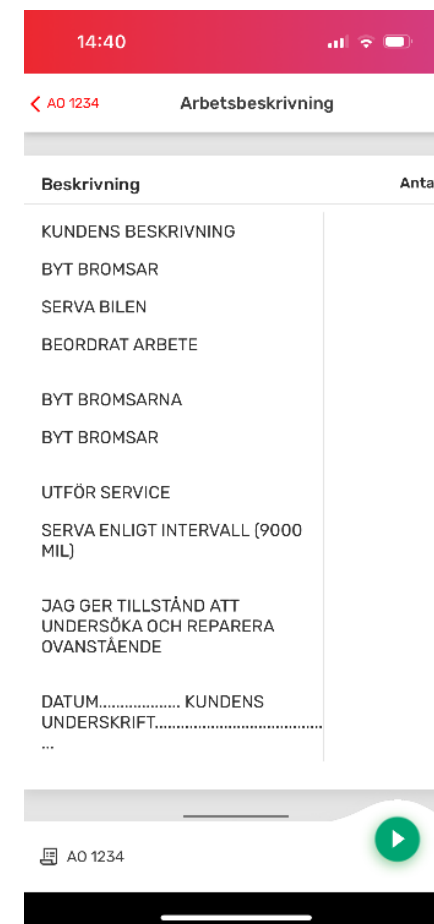 14:40
AO 1234
Arbetsbeskrivning
Beskrivning
Anta
KUNDENS BESKRIVNING
BYT BROMSAR
SERVA BILEN
BEORDRAT ARBETE
BYT BROMSARNA
BYT BROMSAR
UTFÖR SERVICE
SERVA ENLIGT INTERVALL (9000
MIL)
JAG GER TILLSTÅND ATT
UNDERSÖKA OCH REPARERA
OVANSTÅENDE
DATUM.................. KUNDENS
UNDERSKRIFT.....................................
...
AO 1234